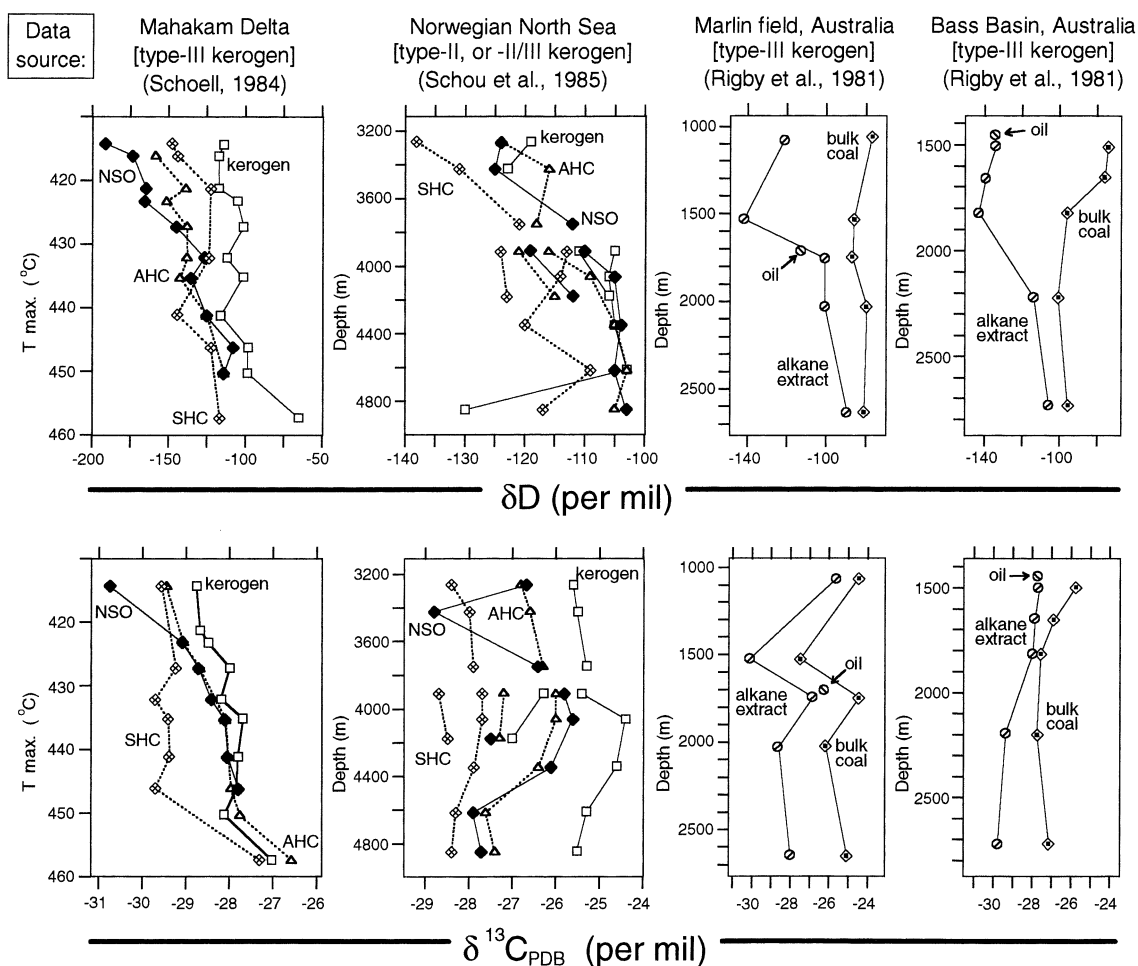 Data
source:
Mahakam Delta
[type-III kerogen]
(Schoell, 1984)
Norwegian North Sea
[type-II, or -II/III kerogen]
(Schou et al., 1985)
Marlin field, Australia
[type-III kerogen]
(Rigby et al., 1981)
Bass Basin, Australia
[type-III kerogen]
(Rigby et al., 1981)
T max. (°C)
420
430
440
450
460
-200
-150
-100
-50
NSO
kerogen
AHC
SHC
Depth (m)
3200
3600
4000
4400
4800
-140
-120
-100
kerogen
SHC
AHC
NSO
Depth (m)
1000
1500
2000
2500
-140
-100
bulk
coal
oil
alkane
extract
Depth (m)
1500
2000
2500
-140
-100
oil
bulk
coal
alkane
extract
δD (per mil)
T max. (°C)
420
430
440
450
460
-31
-30
-29
-28
-27
-26
kerogen
NSO
SHC
AHC
Depth (m)
3200
3600
4000
4400
4800
-29
-28
-27
-26
-25
-24
kerogen
AHC
NSO
SHC
Depth (m)
1000
1500
2000
2500
-30
-28
-26
-24
oil
alkane
extract
bulk
coal
Depth (m)
1500
2000
2500
-30
-28
-26
-24
oil
alkane
extract
bulk
coal
δ ¹³C_PDB (per mil)